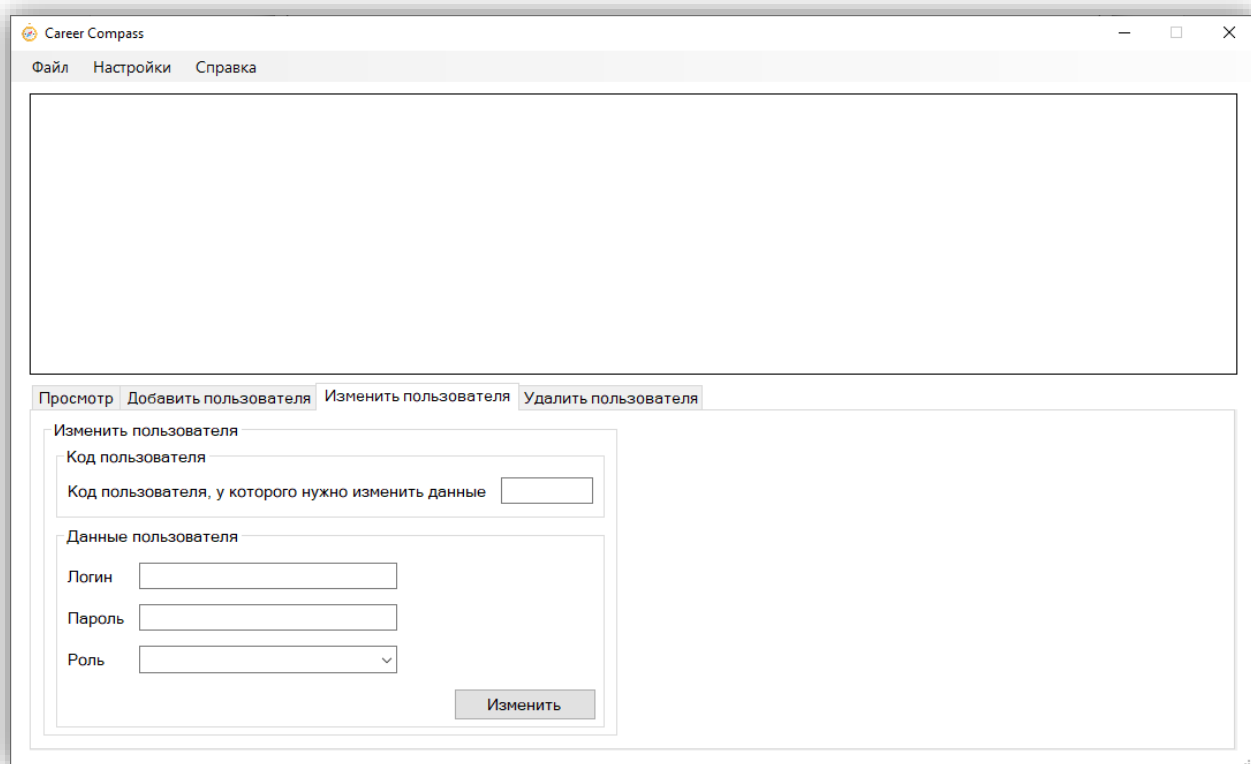 Career Compass
Файл Настройки Справка
Просмотр Добавить пользователя Изменить пользователя Удалить пользователя
Изменить пользователя
Код пользователя
Код пользователя, у которого нужно изменить данные
Данные пользователя
Логин
Пароль
Роль
Изменить